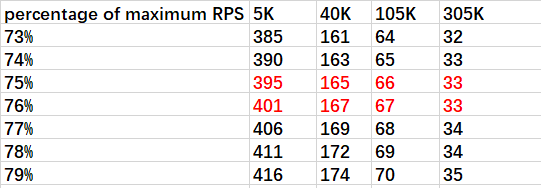 percentage of maximum RPS 5K 40K 105K 305K
73% 385 161 64 32
74% 390 163 65 33
75% 395 165 66 33
76% 401 167 67 33
77% 406 169 68 34
78% 411 172 69 34
79% 416 174 70 35